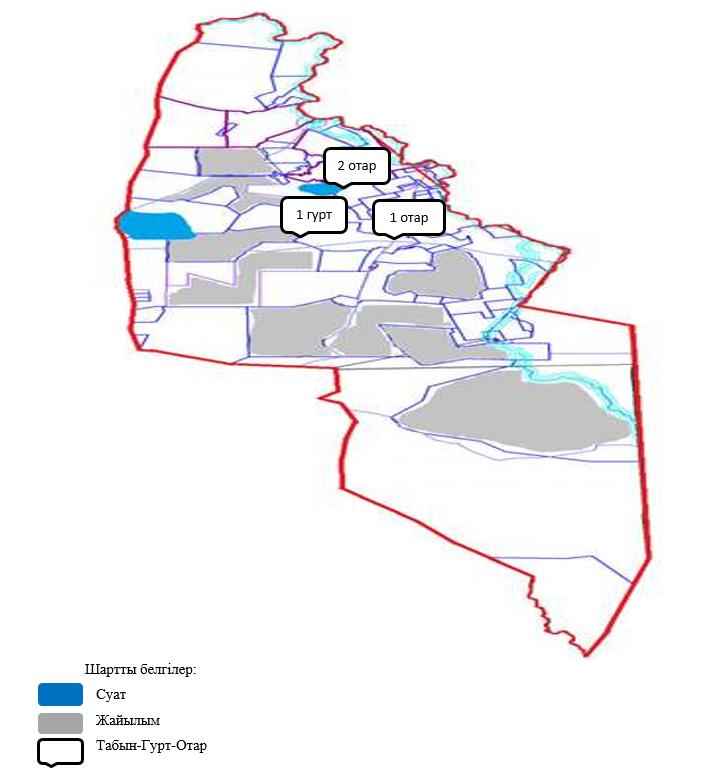 2 отар
1 гурт
1 отар
Шартты белгілер:
Суат
Жайылым
Табын-Гурт-Отар